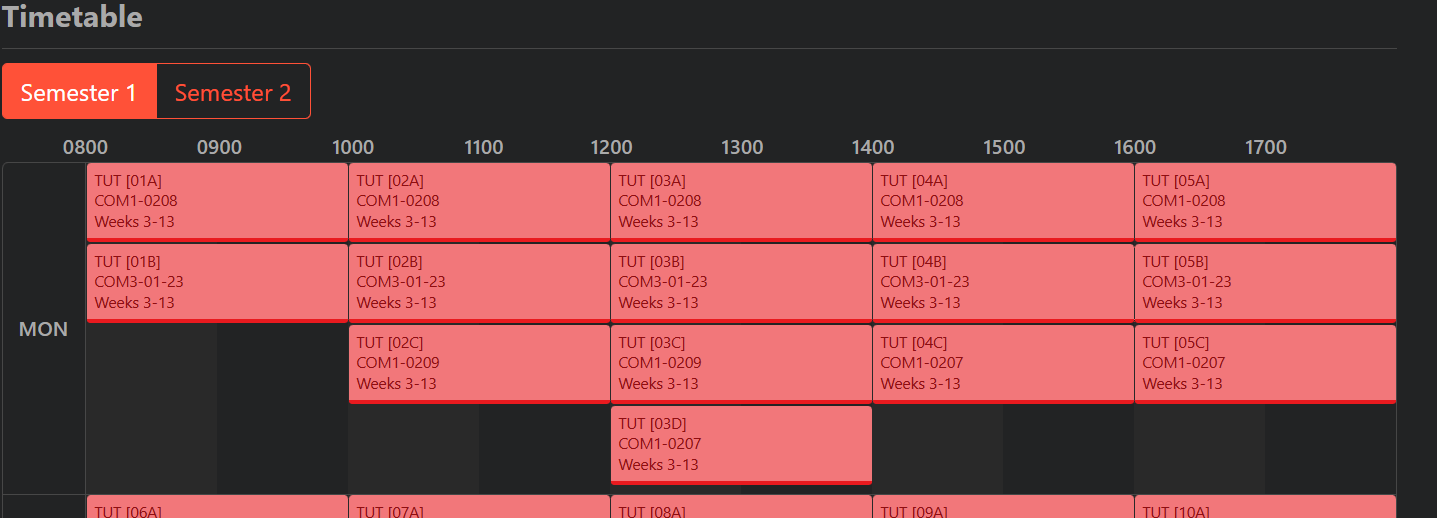 Timetable
Semester 1 Semester 2
0800 0900 1000 1100 1200 1300 1400 1500 1600 1700
MON
TUT [01A]
COM1-0208
Weeks 3-13
TUT [02A]
COM1-0208
Weeks 3-13
TUT [03A]
COM1-0208
Weeks 3-13
TUT [04A]
COM1-0208
Weeks 3-13
TUT [05A]
COM1-0208
Weeks 3-13
TUT [01B]
COM3-01-23
Weeks 3-13
TUT [02B]
COM3-01-23
Weeks 3-13
TUT [03B]
COM3-01-23
Weeks 3-13
TUT [04B]
COM3-01-23
Weeks 3-13
TUT [05B]
COM3-01-23
Weeks 3-13
TUT [02C]
COM1-0209
Weeks 3-13
TUT [03C]
COM1-0209
Weeks 3-13
TUT [04C]
COM1-0207
Weeks 3-13
TUT [05C]
COM1-0207
Weeks 3-13
TUT [03D]
COM1-0207
Weeks 3-13
TUT [06A]
TUT [07A]
TUT [08A]
TUT [09A]
TUT [10A]